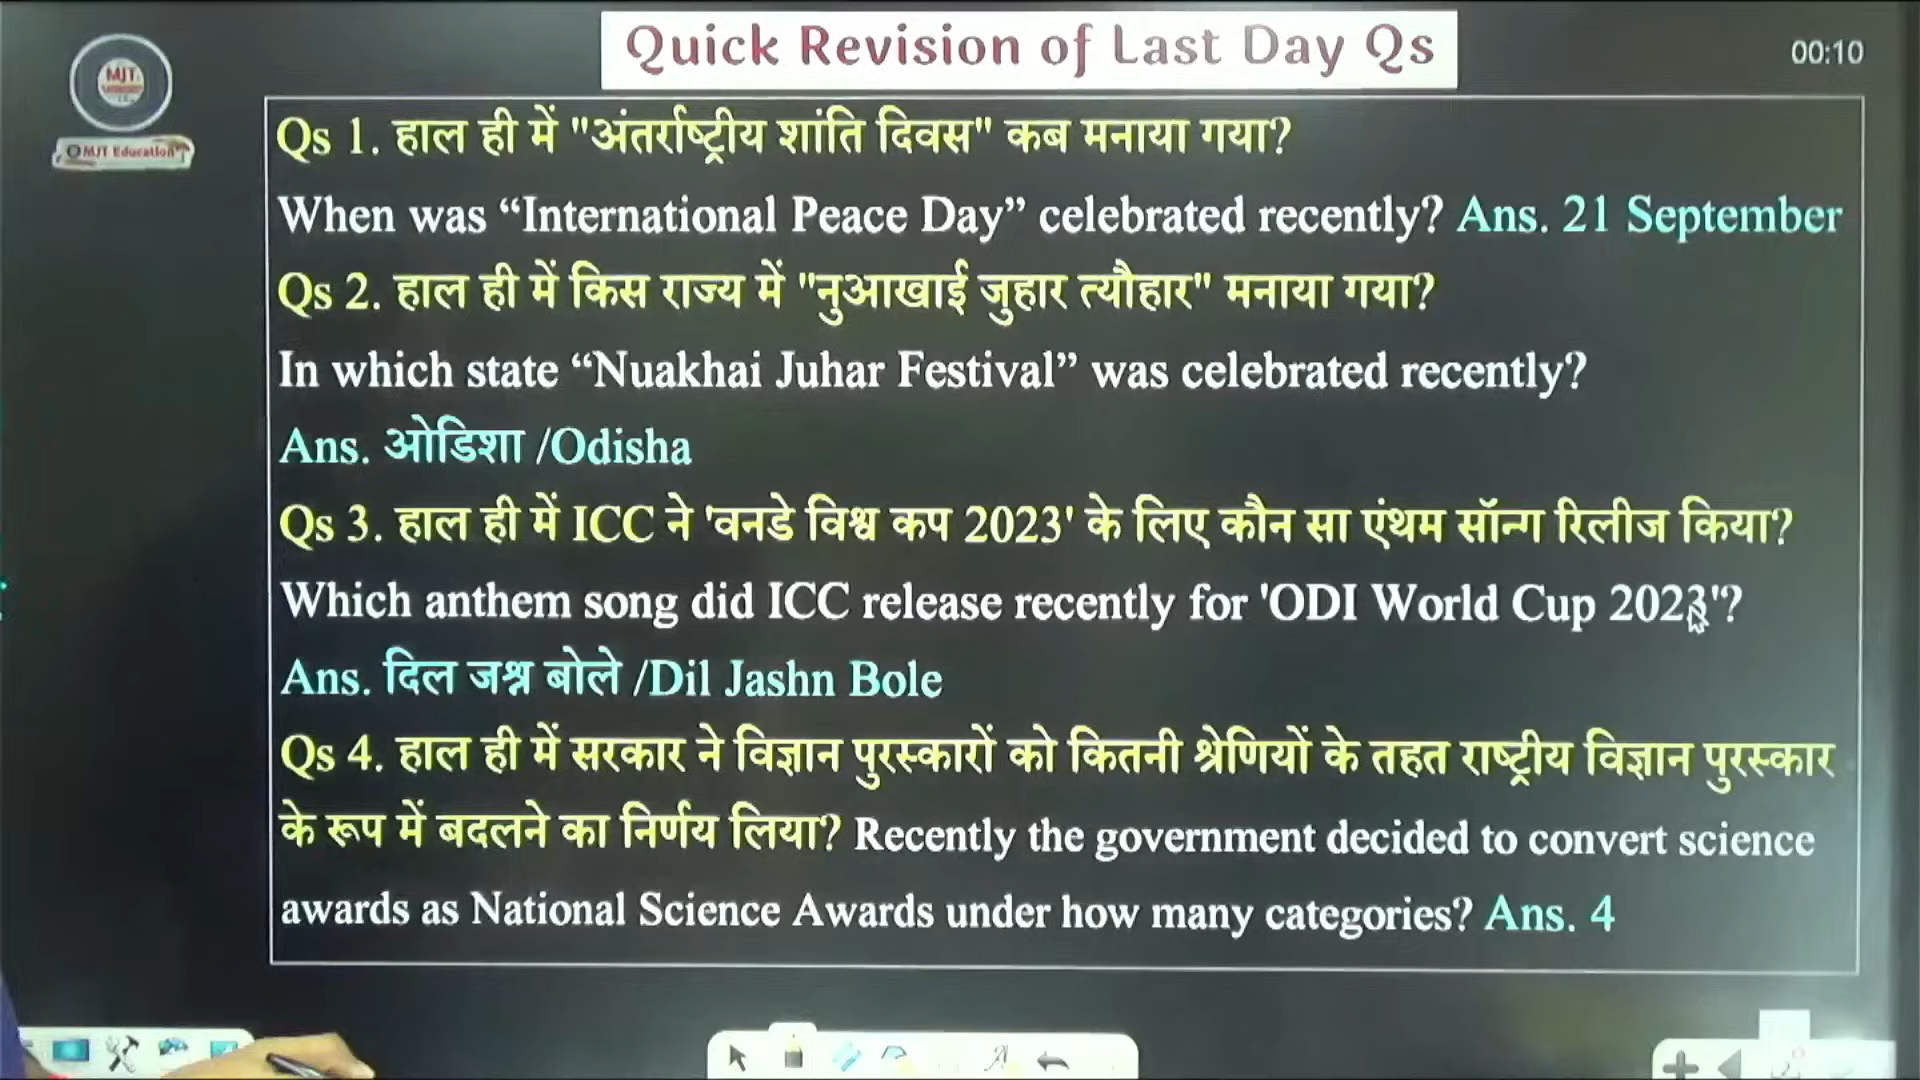 Quick Revision of Last Day Qs
00:10
MJT
MJT Education
Qs 1. हाल ही में "अंतर्राष्ट्रीय शांति दिवस" कब मनाया गया?
When was “International Peace Day” celebrated recently? Ans. 21 September
Qs 2. हाल ही में किस राज्य में "नुआखाई जुहार त्यौहार" मनाया गया?
In which state “Nuakhai Juhar Festival” was celebrated recently?
Ans. ओडिशा /Odisha
Qs 3. हाल ही में ICC ने 'वनडे विश्व कप 2023' के लिए कौन सा एंथम सॉन्ग रिलीज किया?
Which anthem song did ICC release recently for 'ODI World Cup 2023'?
Ans. दिल जश्न बोले /Dil Jashn Bole
Qs 4. हाल ही में सरकार ने विज्ञान पुरस्कारों को कितनी श्रेणियों के तहत राष्ट्रीय विज्ञान पुरस्कार
के रूप में बदलने का निर्णय लिया? Recently the government decided to convert science
awards as National Science Awards under how many categories? Ans. 4